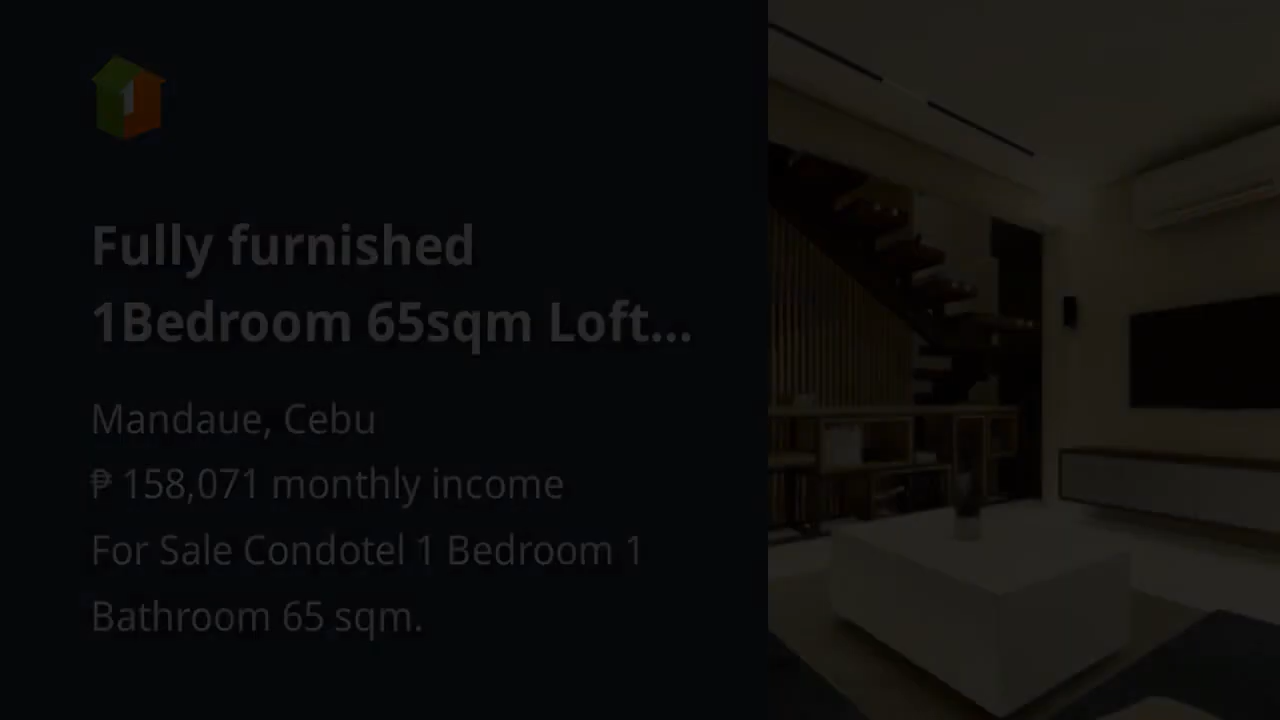 1
Fully furnished
1Bedroom 65sqm Loft...
Mandaue, Cebu
₱ 158,071 monthly income
For Sale Condotel 1 Bedroom 1
Bathroom 65 sqm.